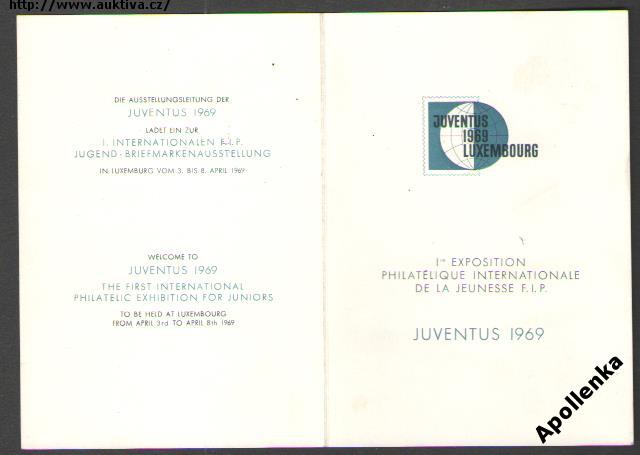 http://www.auktiva.cz/
DIE AUSSTELLUNGSLEITUNG DER
JUVENTUS 1969
LADET EIN ZUR
I. INTERNATIONALEN F.I.P.
JUGEND-BRIEFMARKENAUSSTELLUNG
IN LUXEMBURG VOM 3. BIS 8. APRIL 1969
WELCOME TO
JUVENTUS 1969
THE FIRST INTERNATIONAL
PHILATELIC EXHIBITION FOR JUNIORS
TO BE HELD AT LUXEMBOURG
FROM APRIL 3rd TO APRIL 8th 1969
JUVENTUS
1969
LUXEMBOURG
Ire EXPOSITION
PHILATÉLIQUE INTERNATIONALE
DE LA JEUNESSE F.I.P.
JUVENTUS 1969
Apollenka